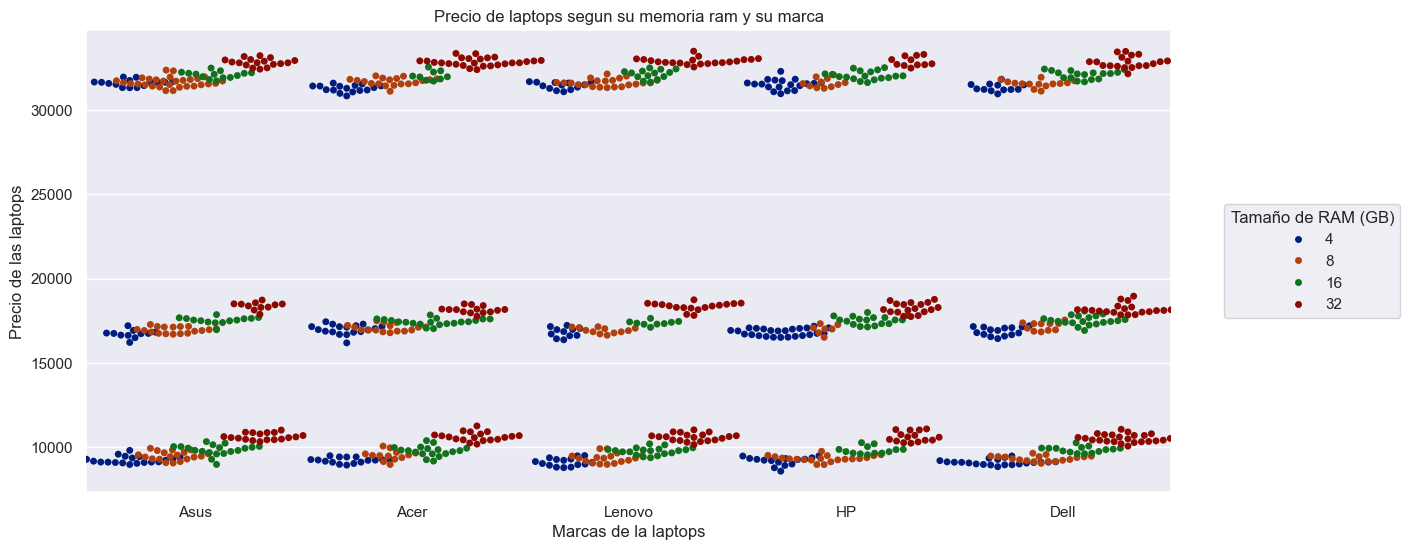 Precio de laptops segun su memoria ram y su marca
Precio de las laptops
30000
25000
20000
15000
10000
Asus
Acer
Lenovo
HP
Dell
Marcas de la laptops
Tamaño de RAM (GB)
4
8
16
32